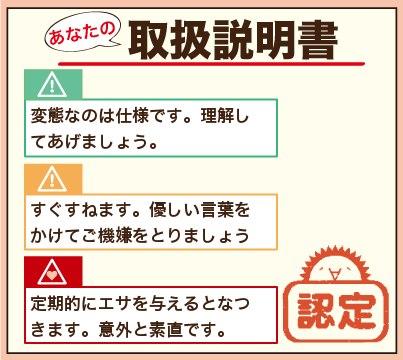 あなたの
取扱説明書
変態なのは仕様です。理解し
てあげましょう。
すぐすねます。優しい言葉を
かけてご機嫌をとりましょう
定期的にエサを与えるとなつ
きます。意外と素直です。
認定